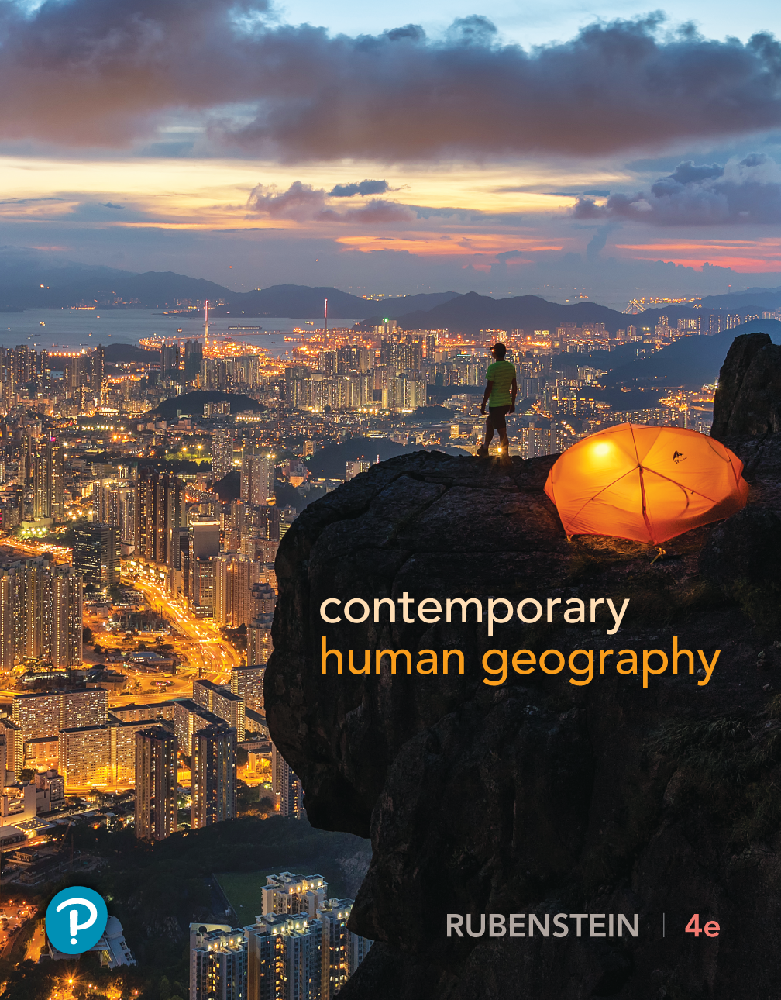 contemporary
human geography
RUBENSTEIN | 4e
P